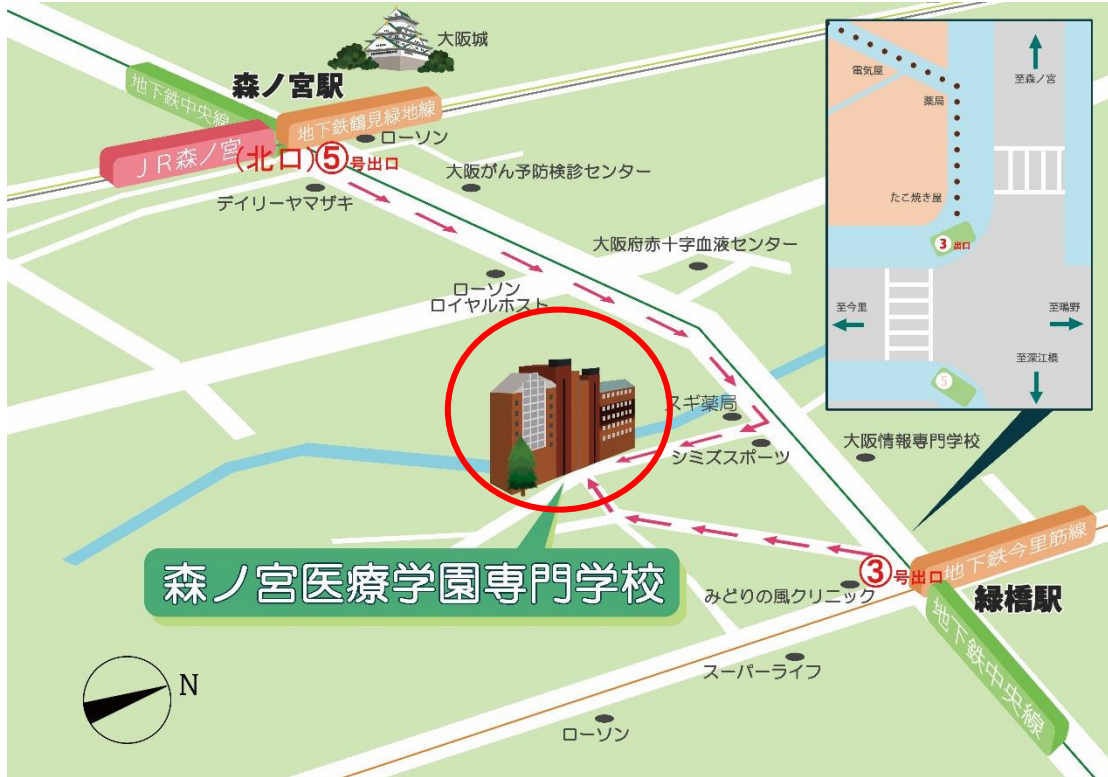 大阪城
森ノ宮駅
地下鉄中央線
地下鉄鶴見緑地線
JR森ノ宮
(北口)⑤号出口
ローソン
デイリーヤマザキ
大阪がん予防検診センター
大阪府赤十字血液センター
ローソン
ロイヤルホスト
スギ薬局
シミズスポーツ
大阪情報専門学校
森ノ宮医療学園専門学校
③号出口
みどりの風クリニック
地下鉄今里筋線
緑橋駅
地下鉄中央線
スーパーライフ
ローソン
N
電気屋
薬局
たこ焼き屋
③出口
至森ノ宮
至今里
至鴫野
至深江橋
⑤